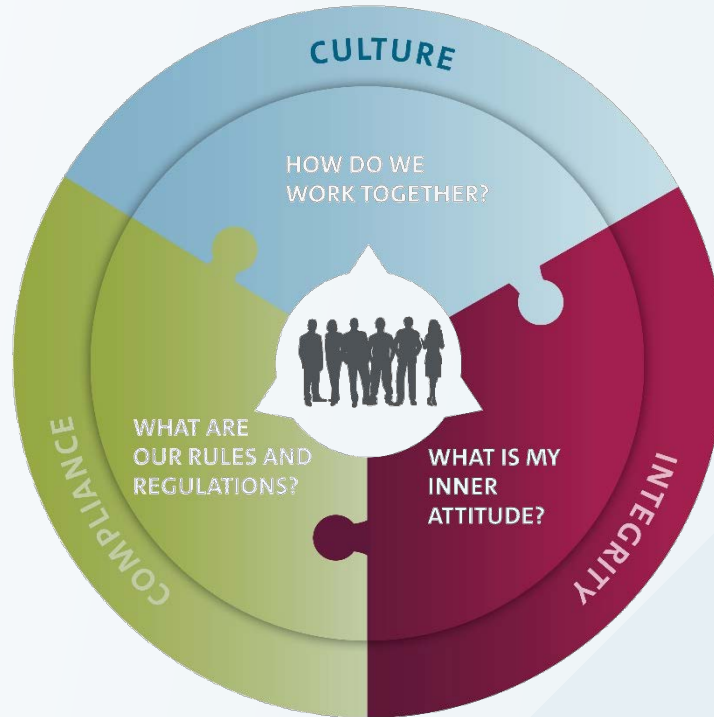 CULTURE
HOW DO WE
WORK TOGETHER?
WHAT ARE
OUR RULES AND
REGULATIONS?
COMPLIANCE
WHAT IS MY
INNER
ATTITUDE?
INTEGRITY